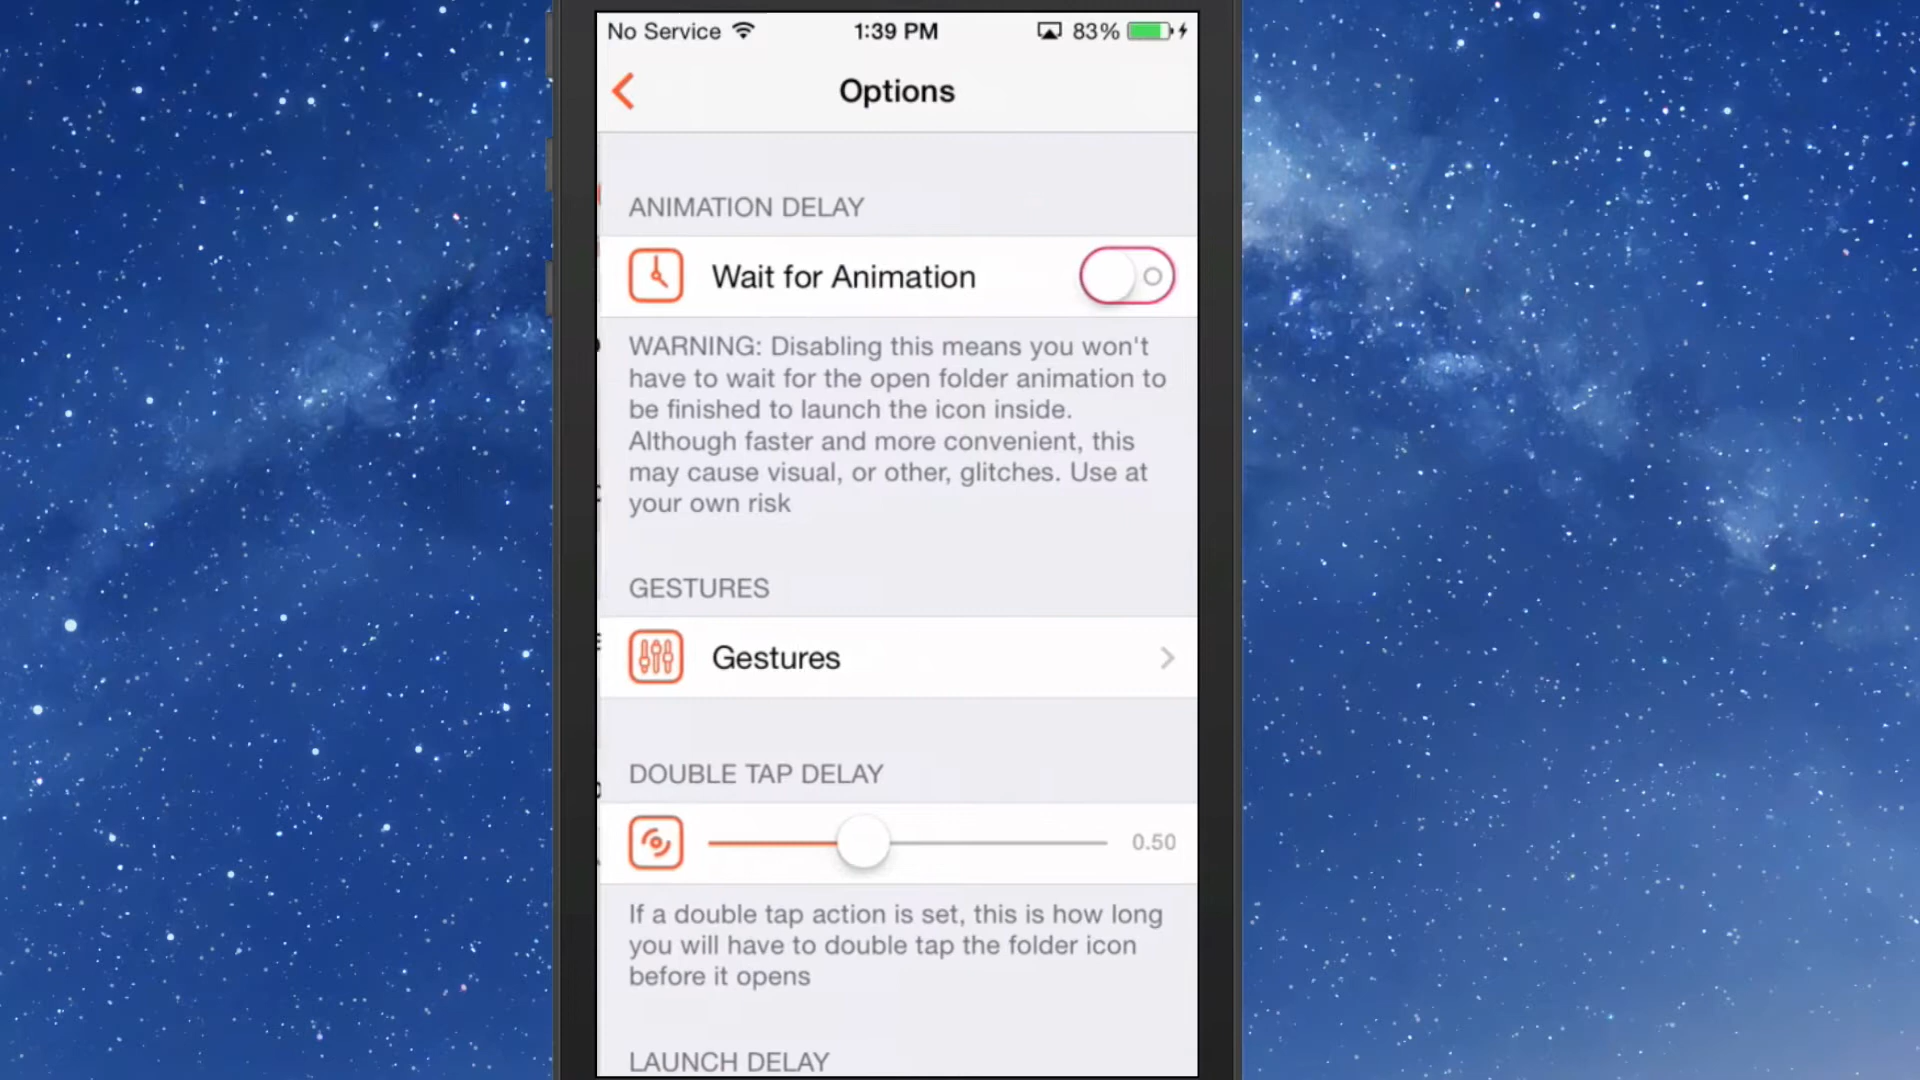 No Service 1:39 PM 83%
Options
ANIMATION DELAY
Wait for Animation
WARNING: Disabling this means you won't
have to wait for the open folder animation to
be finished to launch the icon inside.
Although faster and more convenient, this
may cause visual, or other, glitches. Use at
your own risk
GESTURES
Gestures
DOUBLE TAP DELAY
0.50
If a double tap action is set, this is how long
you will have to double tap the folder icon
before it opens
LAUNCH DELAY